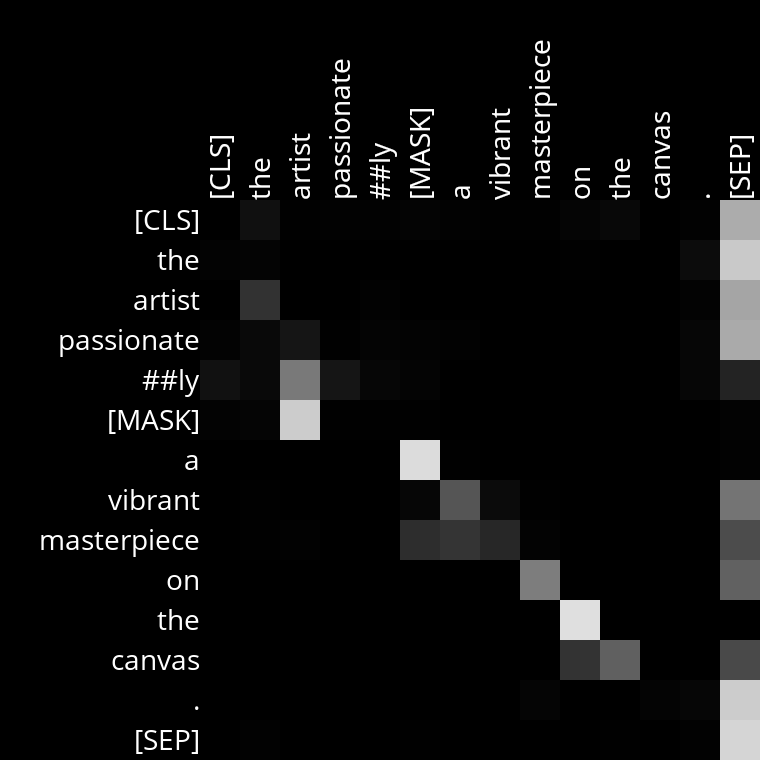 [CLS] the artist passionate ##ly [MASK] a vibrant masterpiece on the canvas . [SEP]
[CLS]
the
artist
passionate
##ly
[MASK]
a
vibrant
masterpiece
on
the
canvas
.
[SEP]